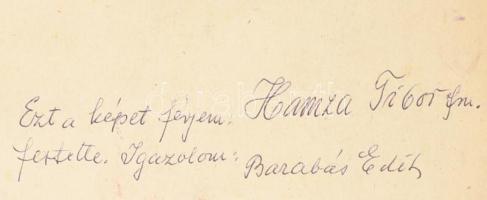 Ezt a képet férjem: Hamza Tibor fm.
festette. Igazolom: Barabás Edit